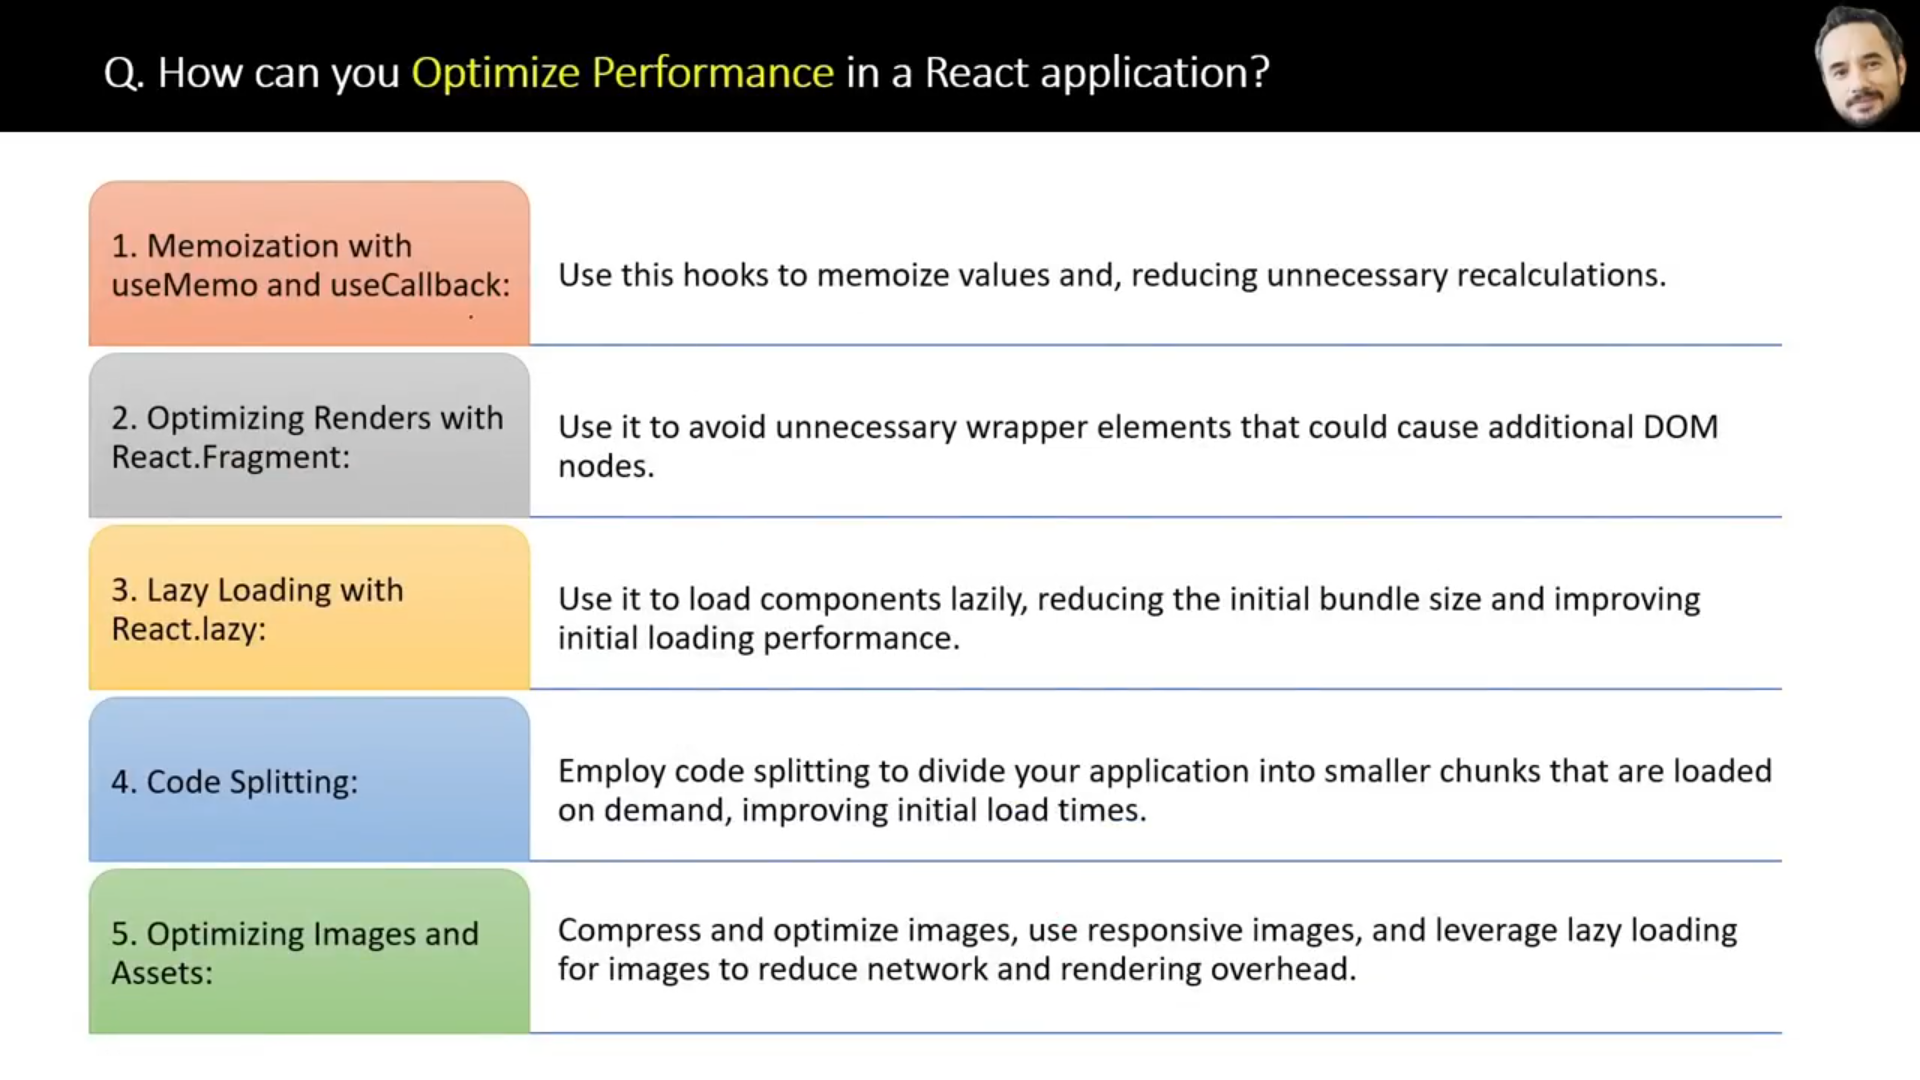 Q. How can you Optimize Performance in a React application?
1. Memoization with
useMemo and useCallback:
Use this hooks to memoize values and, reducing unnecessary recalculations.
2. Optimizing Renders with
React.Fragment:
Use it to avoid unnecessary wrapper elements that could cause additional DOM
nodes.
3. Lazy Loading with
React.lazy:
Use it to load components lazily, reducing the initial bundle size and improving
initial loading performance.
4. Code Splitting:
Employ code splitting to divide your application into smaller chunks that are loaded
on demand, improving initial load times.
5. Optimizing Images and
Assets:
Compress and optimize images, use responsive images, and leverage lazy loading
for images to reduce network and rendering overhead.